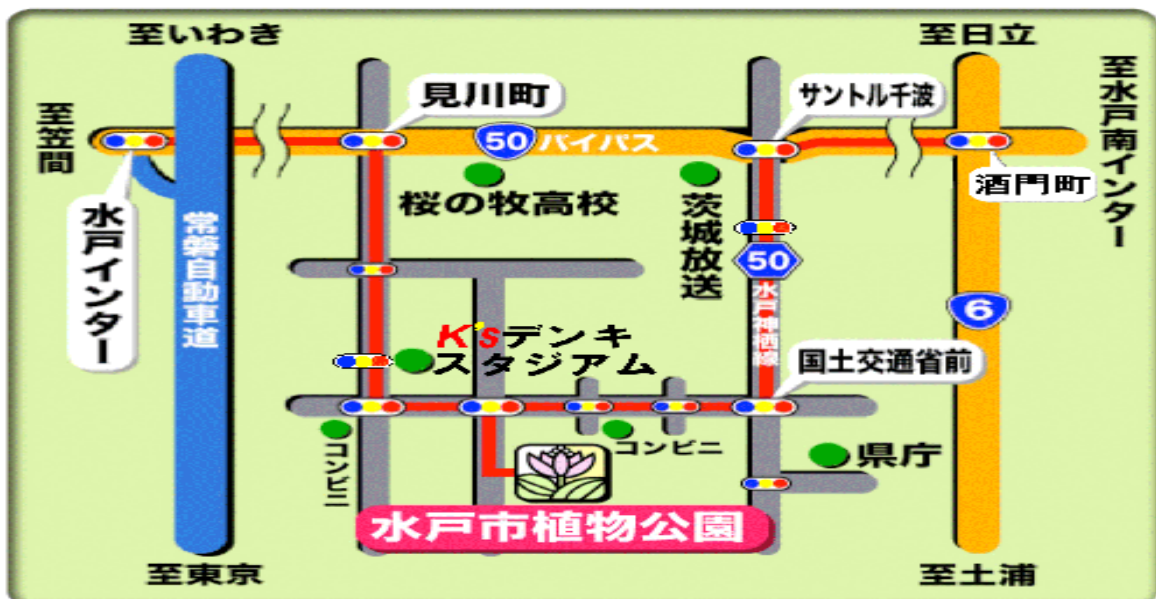 至いわき
至日立
至笠間
見川町
サントル千波
至水戸南インター
50
バイパス
酒門町
水戸インター
桜の牧高校
茨城放送
常磐自動車道
50
水戸神栖線
6
K'sデンキ
スタジアム
国土交通省前
コンビニ
コンビニ
県庁
水戸市植物公園
至東京
至土浦